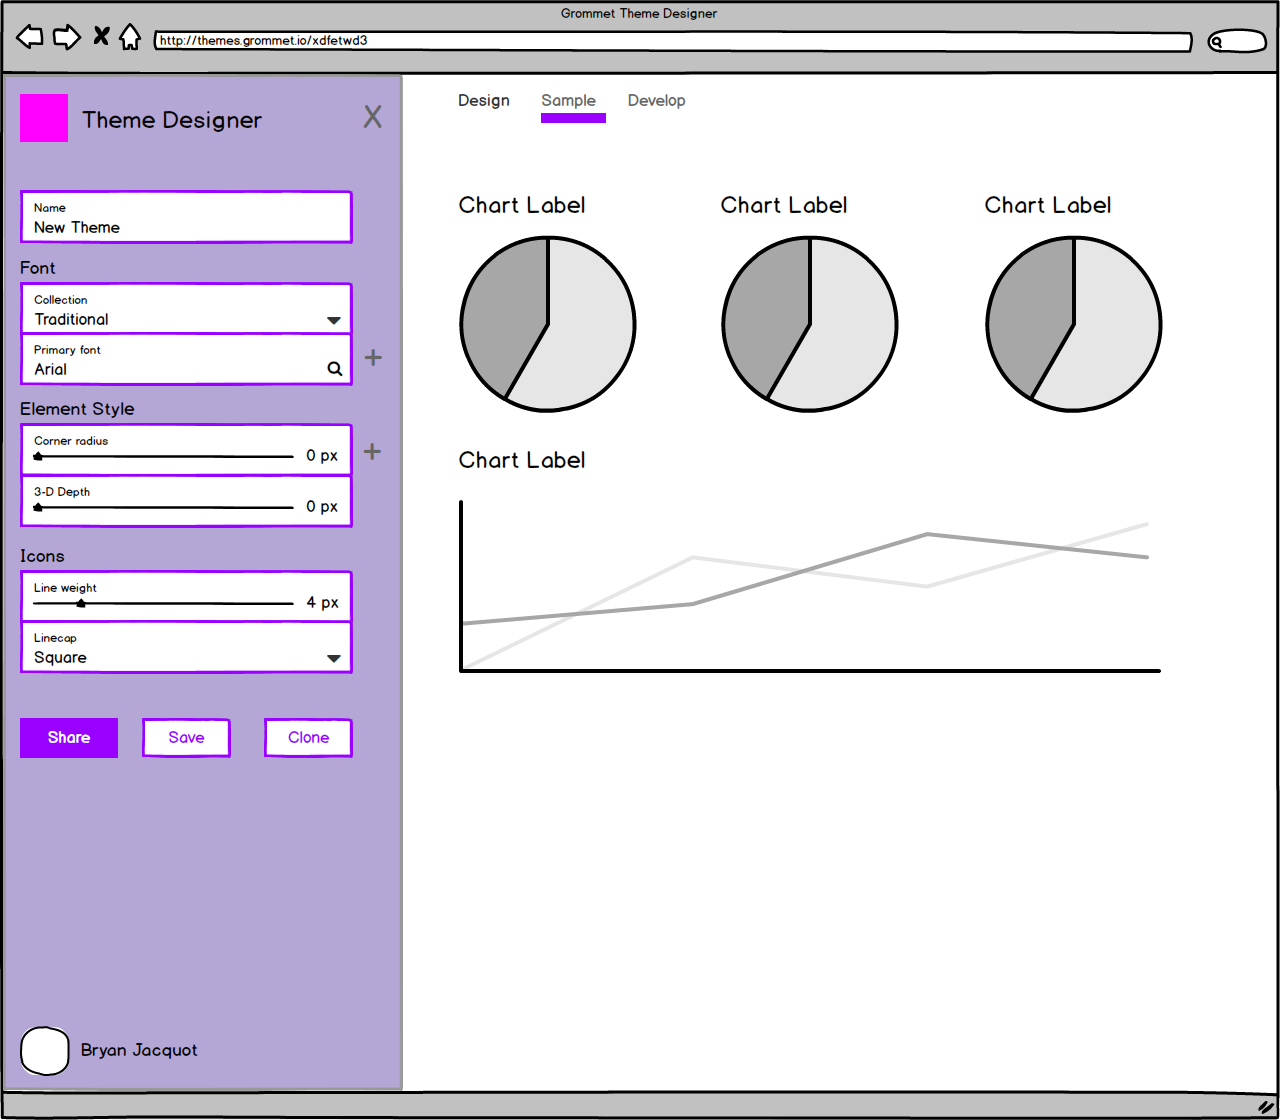 Grommet Theme Designer
http://themes.grommet.io/xdfetwd3
Theme Designer
X
Name
New Theme
Font
Collection
Traditional
Primary font
Arial
+
Element Style
Corner radius
0 px
+
3-D Depth
0 px
Icons
Line weight
4 px
Linecap
Square
Share
Save
Clone
Bryan Jacquot
Design
Sample
Develop
Chart Label
Chart Label
Chart Label
Chart Label